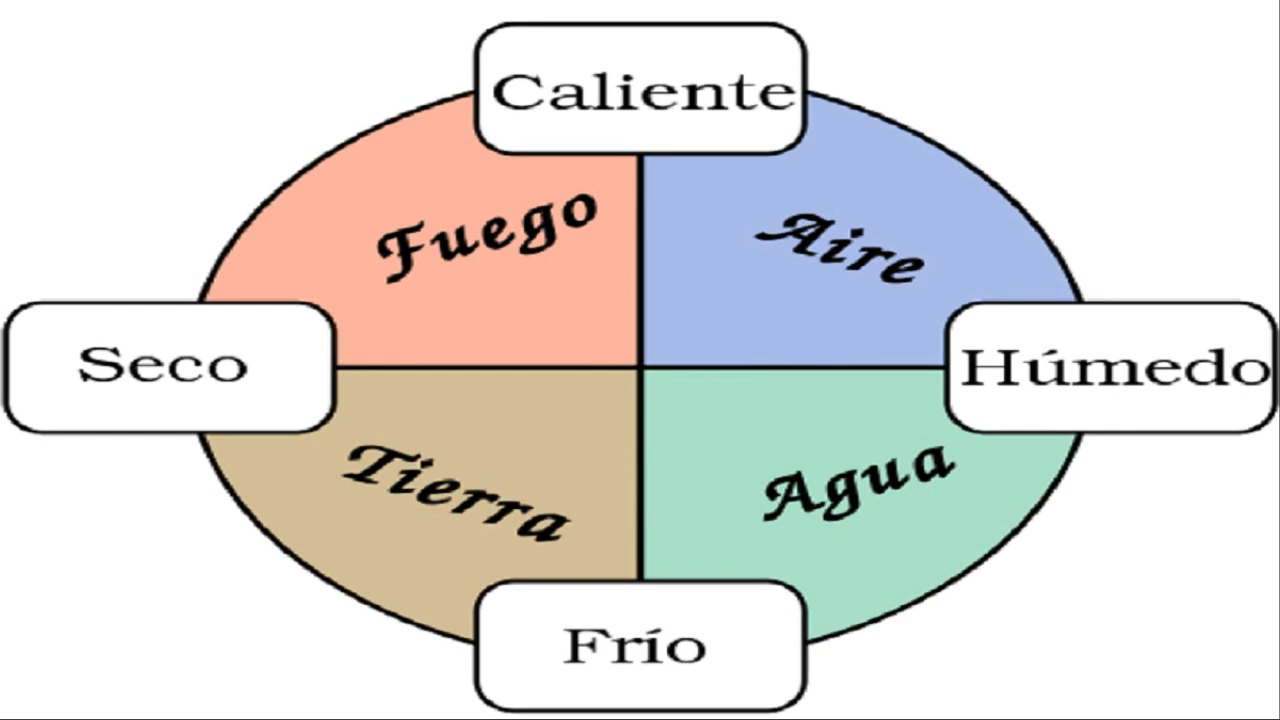 Caliente
Fuego
Aire
Seco
Húmedo
Tierra
Agua
Frío